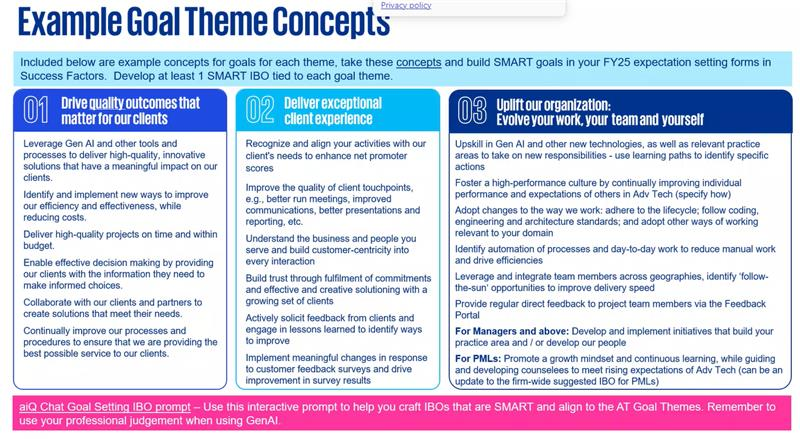 Privacy policy
Example Goal Theme Concepts
Included below are example concepts for goals for each theme, take these concepts and build SMART goals in your FY25 expectation setting forms in
Success Factors. Develop at least 1 SMART IBO tied to each goal theme.
01
Drive quality outcomes that
matter for our clients
Leverage Gen AI and other tools and
processes to deliver high-quality, innovative
solutions that have a meaningful impact on our
clients.
Identify and implement new ways to improve
our efficiency and effectiveness, while
reducing costs.
Deliver high-quality projects on time and within
budget.
Enable effective decision making by providing
our clients with the information they need to
make informed choices.
Collaborate with our clients and partners to
create solutions that meet their needs.
Continually improve our processes and
procedures to ensure that we are providing the
best possible service to our clients.
02
Deliver exceptional
client experience
Recognize and align your activities with our
client's needs to enhance net promoter
scores
Improve the quality of client touchpoints,
e.g., better run meetings, improved
communications, better presentations and
reporting, etc.
Understand the business and people you
serve and build customer-centricity into
every interaction
Build trust through fulfilment of commitments
and effective and creative solutioning with a
growing set of clients
Actively solicit feedback from clients and
engage in lessons learned to identify ways
to improve
Implement meaningful changes in response
to customer feedback surveys and drive
improvement in survey results
03
Uplift our organization:
Evolve your work, your team and yourself
Upskill in Gen AI and other new technologies, as well as relevant practice
areas to take on new responsibilities - use learning paths to identify specific
actions
Foster a high-performance culture by continually improving individual
performance and expectations of others in Adv Tech (specify how)
Adopt changes to the way we work: adhere to the lifecycle; follow coding,
engineering and architecture standards; and adopt other ways of working
relevant to your domain
Identify automation of processes and day-to-day work to reduce manual work
and drive efficiencies
Leverage and integrate team members across geographies, identify 'follow-
the-sun' opportunities to improve delivery speed
Provide regular direct feedback to project team members via the Feedback
Portal
For Managers and above: Develop and implement initiatives that build your
practice area and / or develop our people
For PMLs: Promote a growth mindset and continuous learning, while guiding
and developing counselees to meet rising expectations of Adv Tech (can be an
update to the firm-wide suggested IBO for PMLs)
aiQ Chat Goal Setting IBO prompt – Use this interactive prompt to help you craft IBOs that are SMART and align to the AT Goal Themes. Remember to
use your professional judgement when using GenAI.